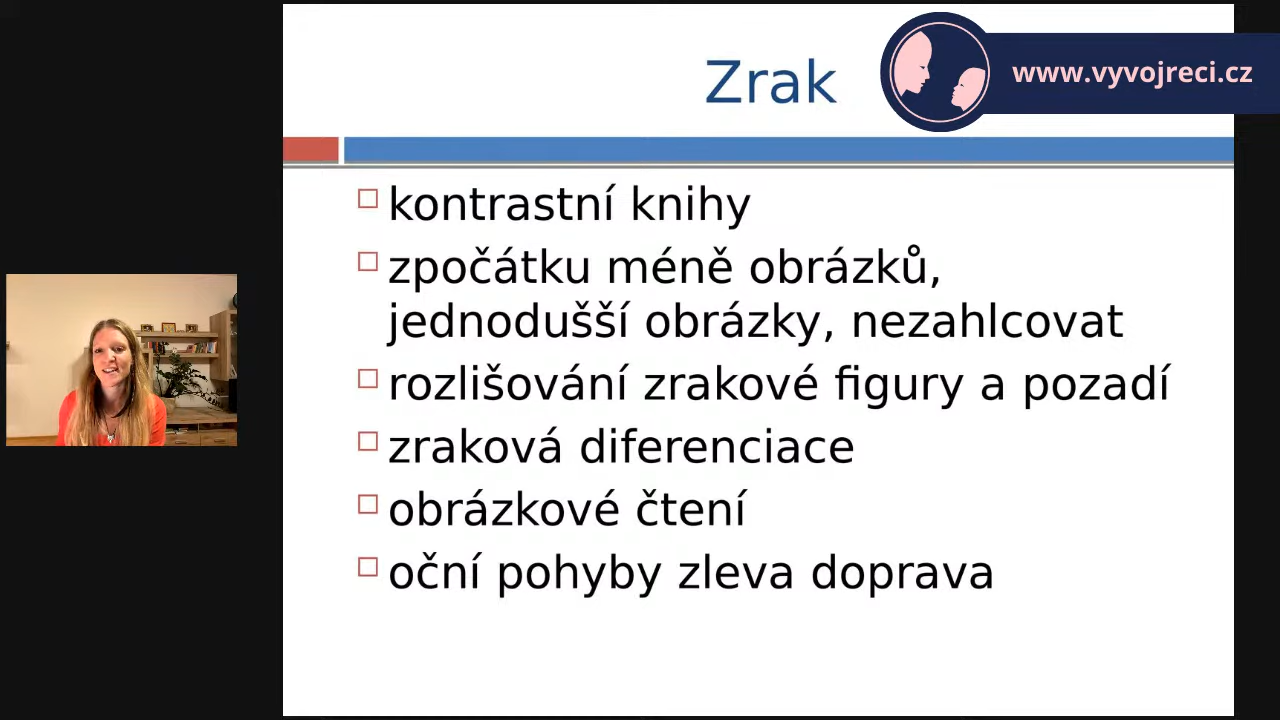 Zrak
www.vyvojreci.cz
kontrastní knihy
zpočátku méně obrázků,
jednodušší obrázky, nezahlcovat
rozlišování zrakové figury a pozadí
zraková diferenciace
obrázkové čtení
oční pohyby zleva doprava